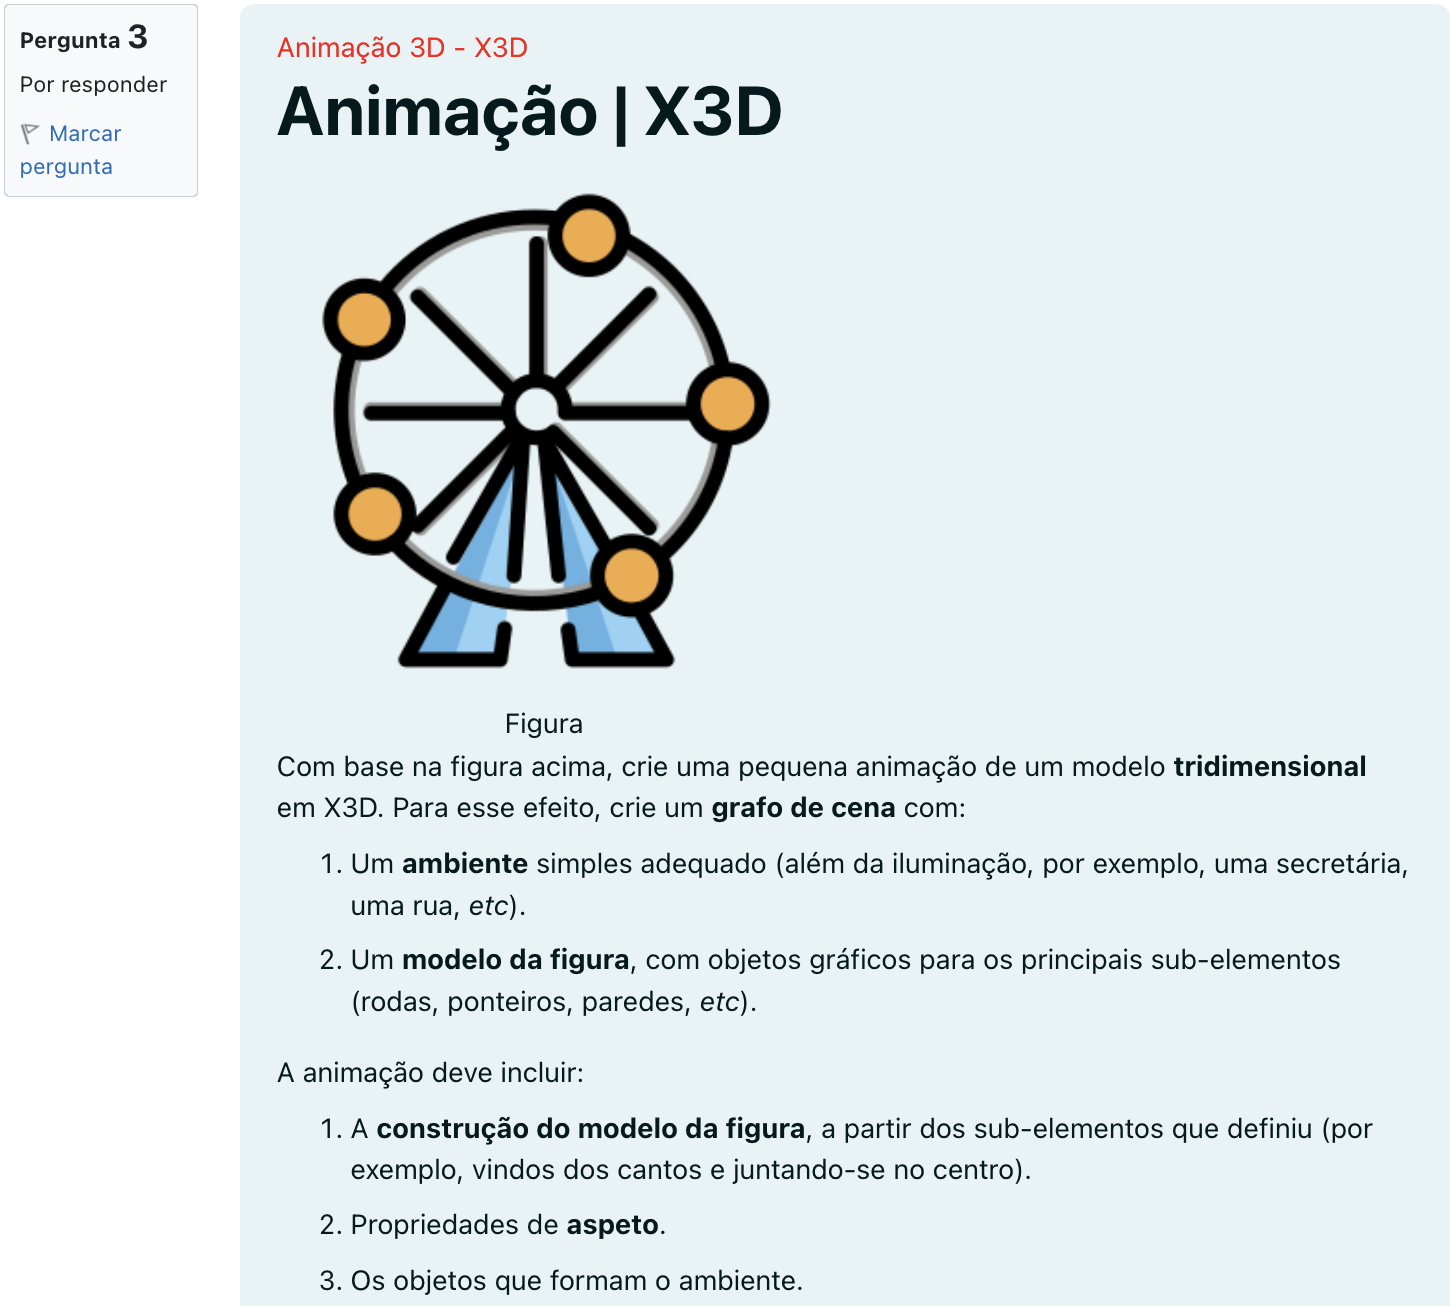 Pergunta 3
Por responder
Marcar
pergunta
Animação 3D - X3D
Animação | X3D
Figura
Com base na figura acima, crie uma pequena animação de um modelo tridimensional
em X3D. Para esse efeito, crie um grafo de cena com:
1. Um ambiente simples adequado (além da iluminação, por exemplo, uma secretária,
uma rua, etc).
2. Um modelo da figura, com objetos gráficos para os principais sub-elementos
(rodas, ponteiros, paredes, etc).
A animação deve incluir:
1. A construção do modelo da figura, a partir dos sub-elementos que definiu (por
exemplo, vindos dos cantos e juntando-se no centro).
2. Propriedades de aspeto.
3. Os objetos que formam o ambiente.